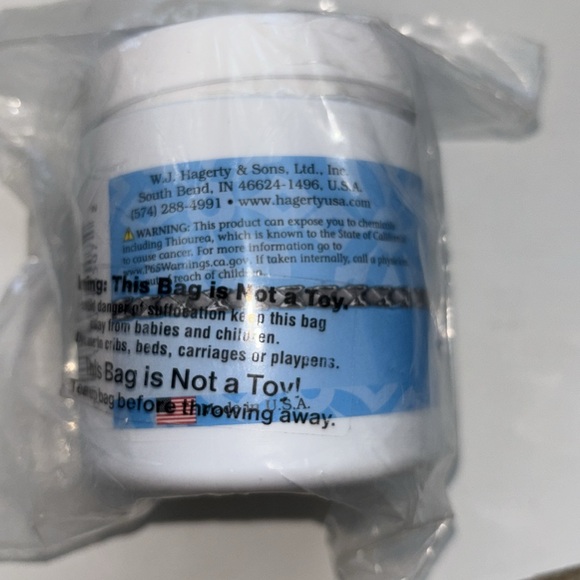 W.J. Hagerty & Sons, Ltd., Inc.
South Bend, IN 46624-1496, U.S.A.
(574) 288-4991 • www.hagertyusa.com
WARNING: This product can expose you to chemicals
including Thiourea, which is known to the State of California
to cause cancer. For more information go to
www.P65Warnings.ca.gov. If taken internally, call a physician.
reach of children.
This Bag is Not a Toy.
danger of suffocation keep this bag
away from babies and children.
cribs, beds, carriages or playpens.
This Bag is Not a Toy!
bag before throwing away.
Made in U.S.A.